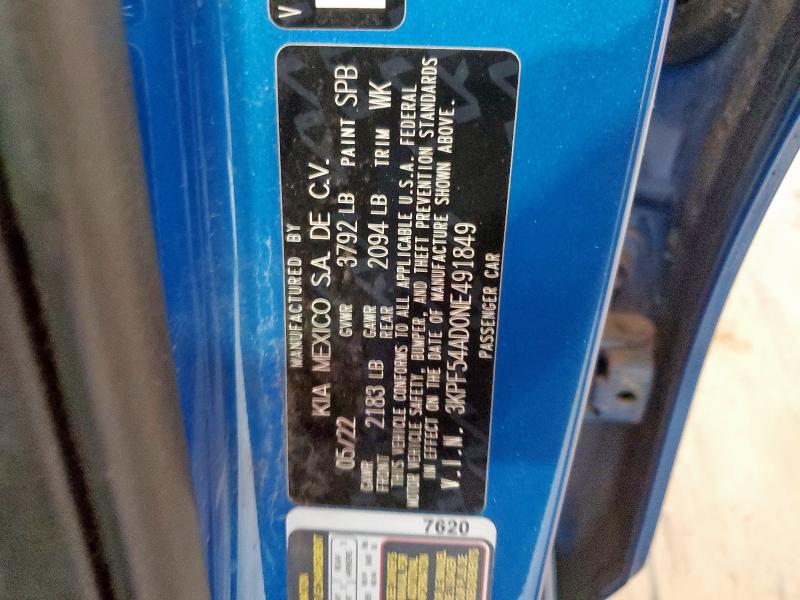 V
MANUFACTURED BY
KIA MEXICO S.A. DE C.V.
05/22 GVWR 3792 LB PAINT SPB
GAWR FRONT 2183 LB GAWR REAR 2094 LB TRIM WK
THIS VEHICLE CONFORMS TO ALL APPLICABLE U.S.A. FEDERAL
MOTOR VEHICLE SAFETY, BUMPER, AND THEFT PREVENTION STANDARDS
IN EFFECT ON THE DATE OF MANUFACTURE SHOWN ABOVE.
V.I.N. 3KPF54AD0NE491849
PASSENGER CAR
7620